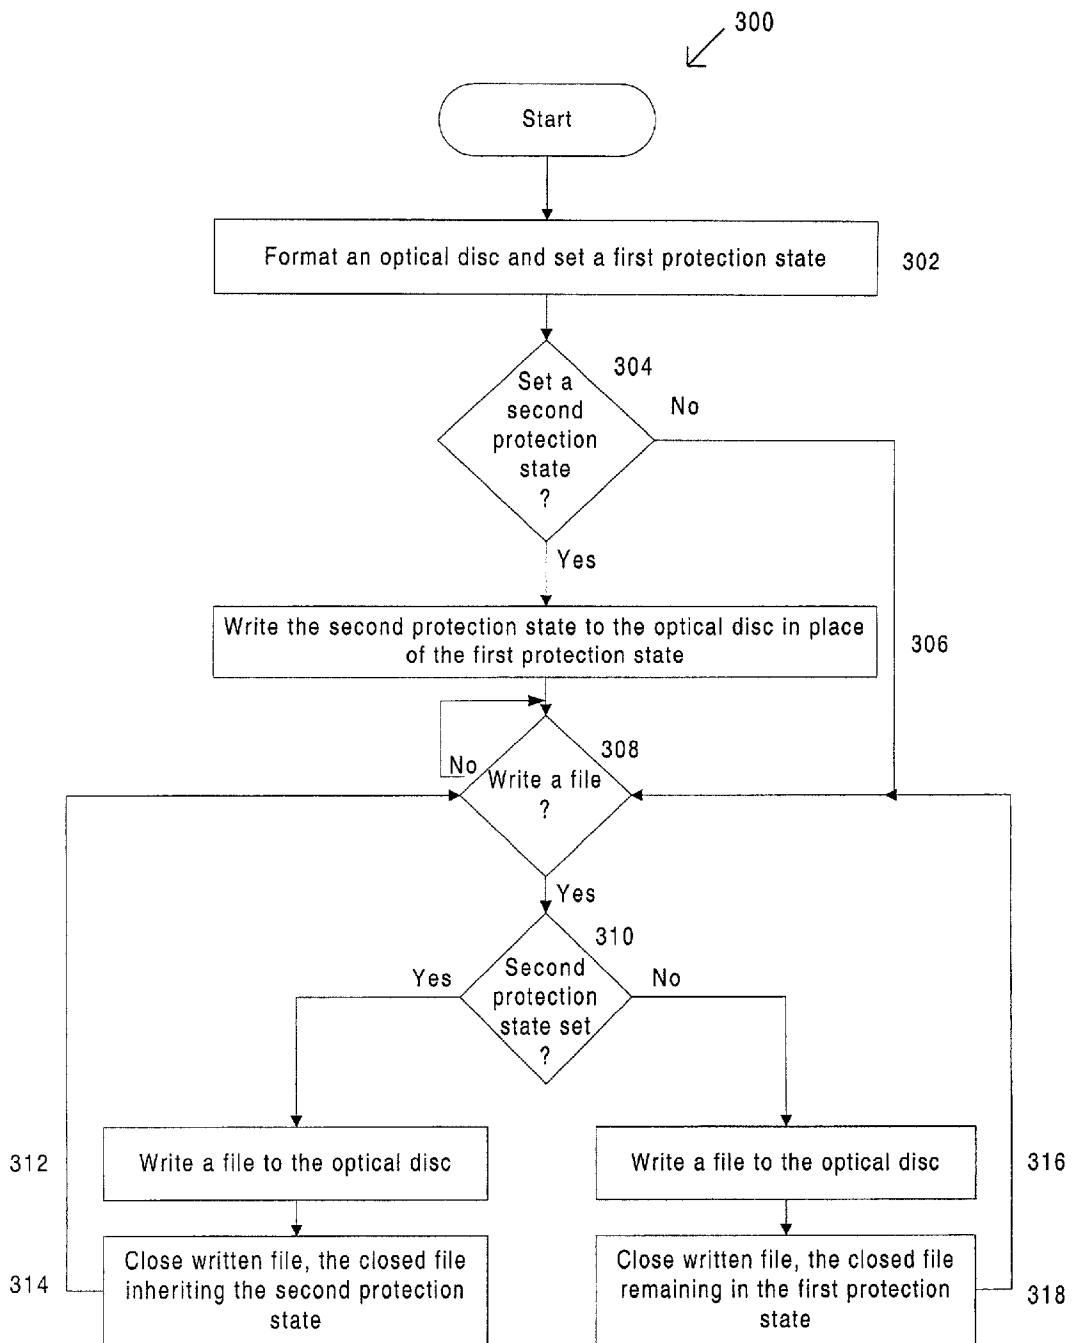 300
Start
Format an optical disc and set a first protection state
302
304
Set a
second
protection
state
?
No
Yes
Write the second protection state to the optical disc in place
of the first protection state
306
308
No
Write a file
?
Yes
310
Second
protection
state set
?
Yes
No
312
Write a file to the optical disc
Write a file to the optical disc
316
314
Close written file, the closed file
inheriting the second protection
state
Close written file, the closed file
remaining in the first protection
state
318